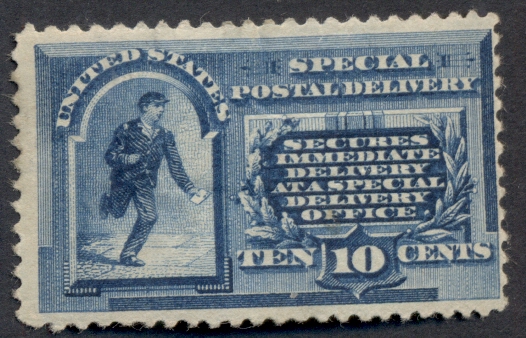 UNITED STATES
SPECIAL
POSTAL DELIVERY
SECURES
IMMEDIATE
DELIVERY
AT A SPECIAL
DELIVERY
OFFICE.
TEN 10 CENTS